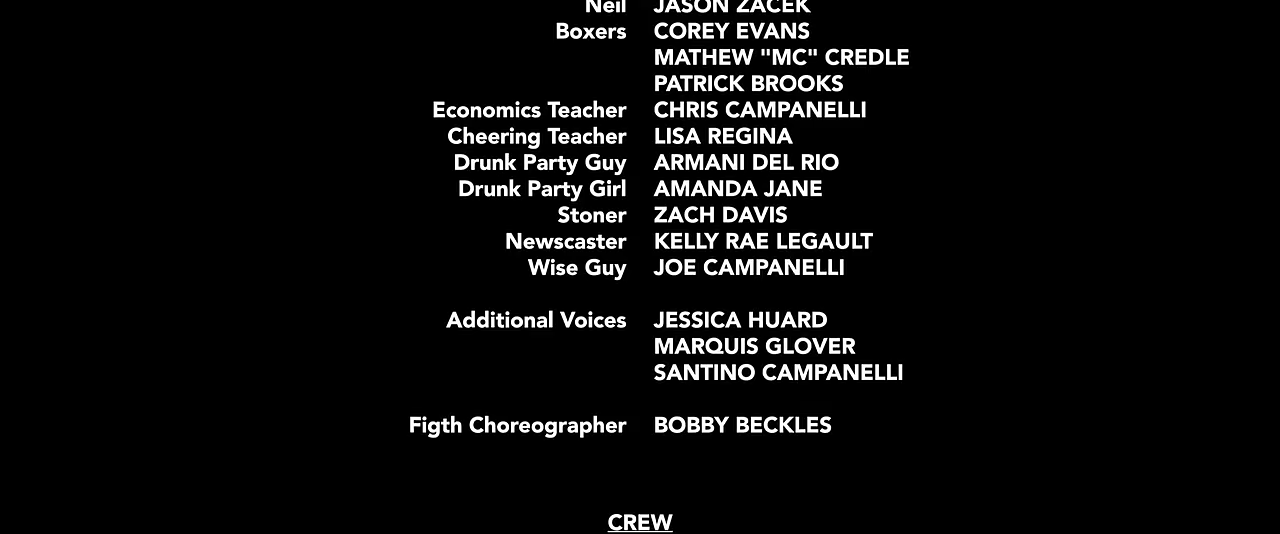 Neil JASON ZACEK
Boxers COREY EVANS
MATHEW "MC" CREDLE
PATRICK BROOKS
Economics Teacher CHRIS CAMPANELLI
Cheering Teacher LISA REGINA
Drunk Party Guy ARMANI DEL RIO
Drunk Party Girl AMANDA JANE
Stoner ZACH DAVIS
Newscaster KELLY RAE LEGAULT
Wise Guy JOE CAMPANELLI
Additional Voices JESSICA HUARD
MARQUIS GLOVER
SANTINO CAMPANELLI
Figth Choreographer BOBBY BECKLES
CREW